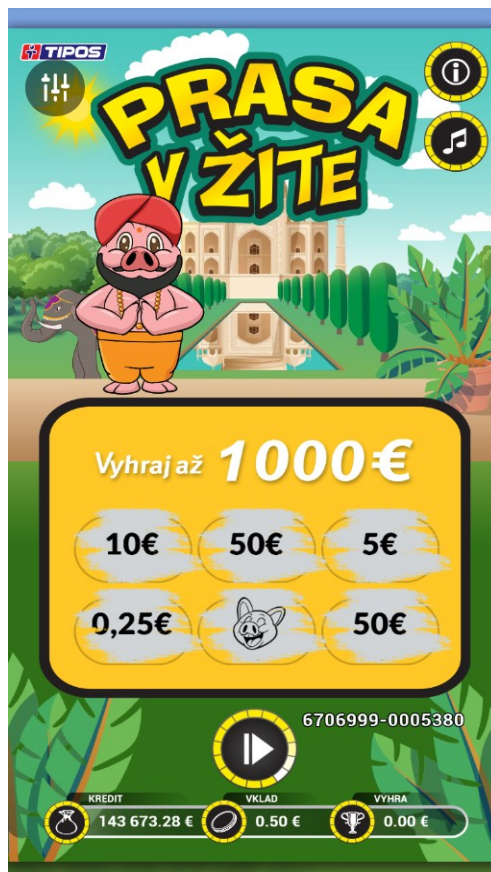 TIPOS
PRASA
V ŽITE
Vyhraj až 1000€
10€ 50€ 5€
0,25€ 50€
6706999-0005380
KREDIT VKLAD VÝHRA
143 673.28 € 0.50 € 0.00 €